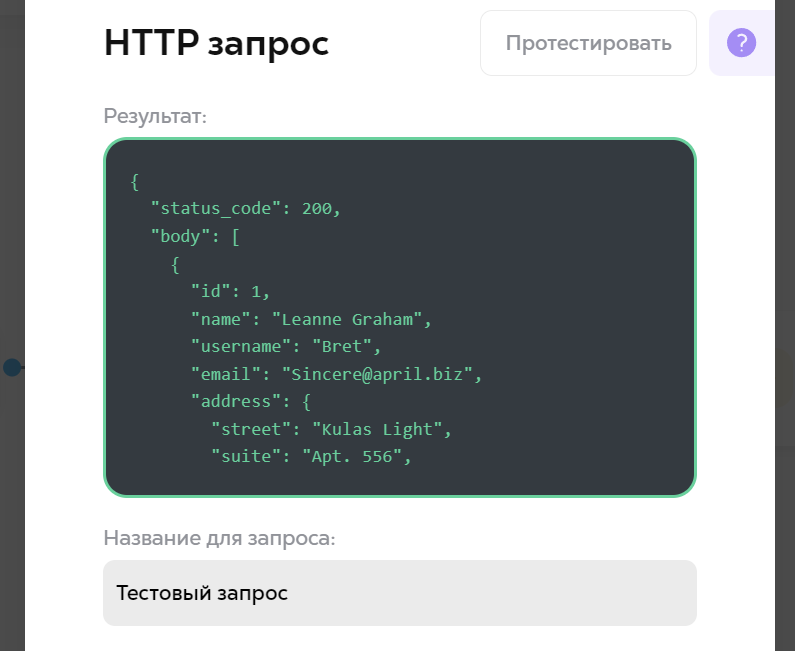 HTTP запрос
Протестировать
?
Результат:
{
"status_code": 200,
"body": [
{
"id": 1,
"name": "Leanne Graham",
"username": "Bret",
"email": "Sincere@april.biz",
"address": {
"street": "Kulas Light",
"suite": "Apt. 556",
Название для запроса:
Тестовый запрос